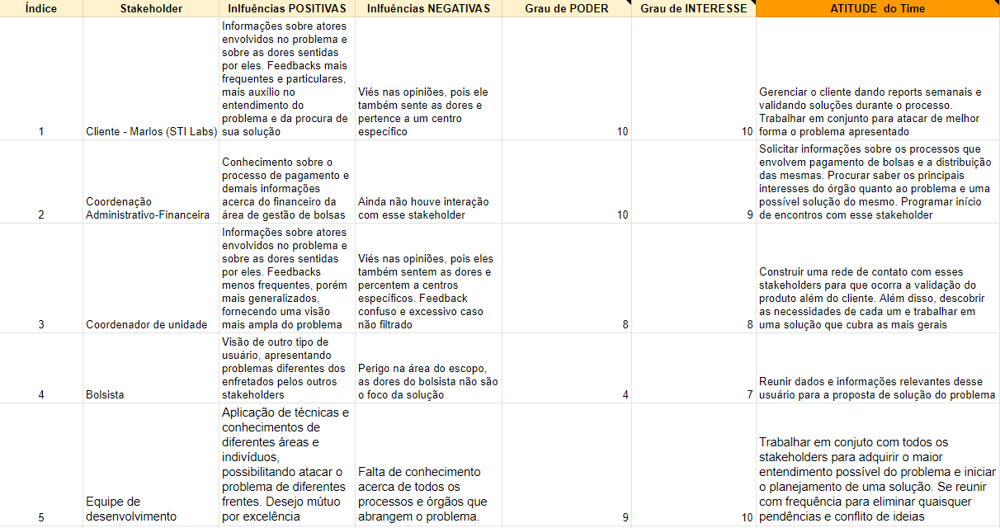 Índice Stakeholder InIfuências POSITIVAS InIfuências NEGATIVAS Grau de PODER Grau de INTERESSE ATITUDE do Time
Informações sobre atores
envolvidos no problema e
sobre as dores sentidas
por eles. Feedbacks mais
frequentes e particulares,
mais auxílio no
entendimento do
problema e da procura de
sua solução
Viés nas opiniões, pois ele
também sente as dores e
pertence a um centro
específico
Gerenciar o cliente dando reports semanais e
validando soluções durante o processo.
Trabalhar em conjunto para atacar de melhor
forma o problema apresentado
1 Cliente - Marlos (STI Labs) 10 10
Conhecimento sobre o
processo de pagamento e
demais informações
acerca do financeiro da
área de gestão de bolsas
Coordenação
Administrativo-Financeira
Ainda não houve interação
com esse stakeholder
Solicitar informações sobre os processos que
envolvem pagamento de bolsas e a distribuição
das mesmas. Procurar saber os principais
interesses do órgão quanto ao problema e uma
possível solução do mesmo. Programar início
de encontros com esse stakeholder
2 10 9
Informações sobre atores
envolvidos no problema e
sobre as dores sentidas
por eles. Feedbacks
menos frequentes, porém
mais generalizados,
fornecendo uma visão
mais ampla do problema
Viés nas opiniões, pois eles
também sentem as dores e
percentem a centros
específicos. Feedback
confuso e excessivo caso
não filtrado
Construir uma rede de contato com esses
stakeholders para que ocorra a validação do
produto além do cliente. Além disso, descobrir
as necessidades de cada um e trabalhar em
uma solução que cubra as mais gerais
3 Coordenador de unidade 8 8
Visão de outro tipo de
usuário, apresentando
problemas diferentes dos
enfretados pelos outros
stakeholders
Perigo na área do escopo,
as dores do bolsista não são
o foco da solução
Reunir dados e informações relevantes desse
usuário para a proposta de solução do problema
4 Bolsista 4 7
Aplicação de técnicas e
conhecimentos de
diferentes áreas e
indivíduos,
possibilitando atacar o
problema de diferentes
frentes. Desejo mútuo
por excelência
Equipe de
desenvolvimento
Falta de conhecimento
acerca de todos os
processos e órgãos que
abrangem o problema.
Trabalhar em conjuto com todos os
stakeholders para adquirir o maior
entendimento possível do problema e iniciar
o planejamento de uma solução. Se reunir
com frequência para eliminar quaisquer
pendências e conflito de ideias
5 9 10